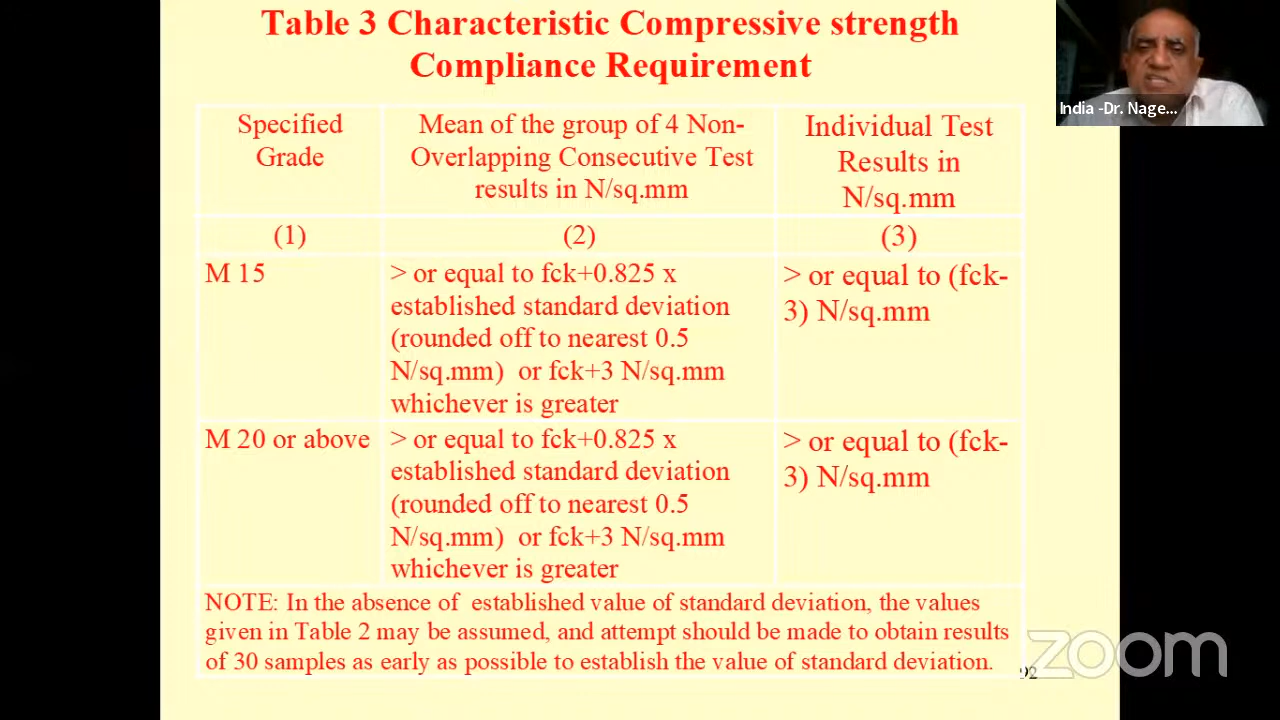 Table 3 Characteristic Compressive strength
Compliance Requirement
India -Dr. Nage...
Specified
Grade
Mean of the group of 4 Non-
Overlapping Consecutive Test
results in N/sq.mm
Individual Test
Results in
N/sq.mm
(1)
(2)
(3)
M 15
> or equal to fck+0.825 x
established standard deviation
(rounded off to nearest 0.5
N/sq.mm) or fck+3 N/sq.mm
whichever is greater
> or equal to (fck-
3) N/sq.mm
M 20 or above
> or equal to fck+0.825 x
established standard deviation
(rounded off to nearest 0.5
N/sq.mm) or fck+3 N/sq.mm
whichever is greater
> or equal to (fck-
3) N/sq.mm
NOTE: In the absence of established value of standard deviation, the values
given in Table 2 may be assumed, and attempt should be made to obtain results
of 30 samples as early as possible to establish the value of standard deviation.
92
zoom